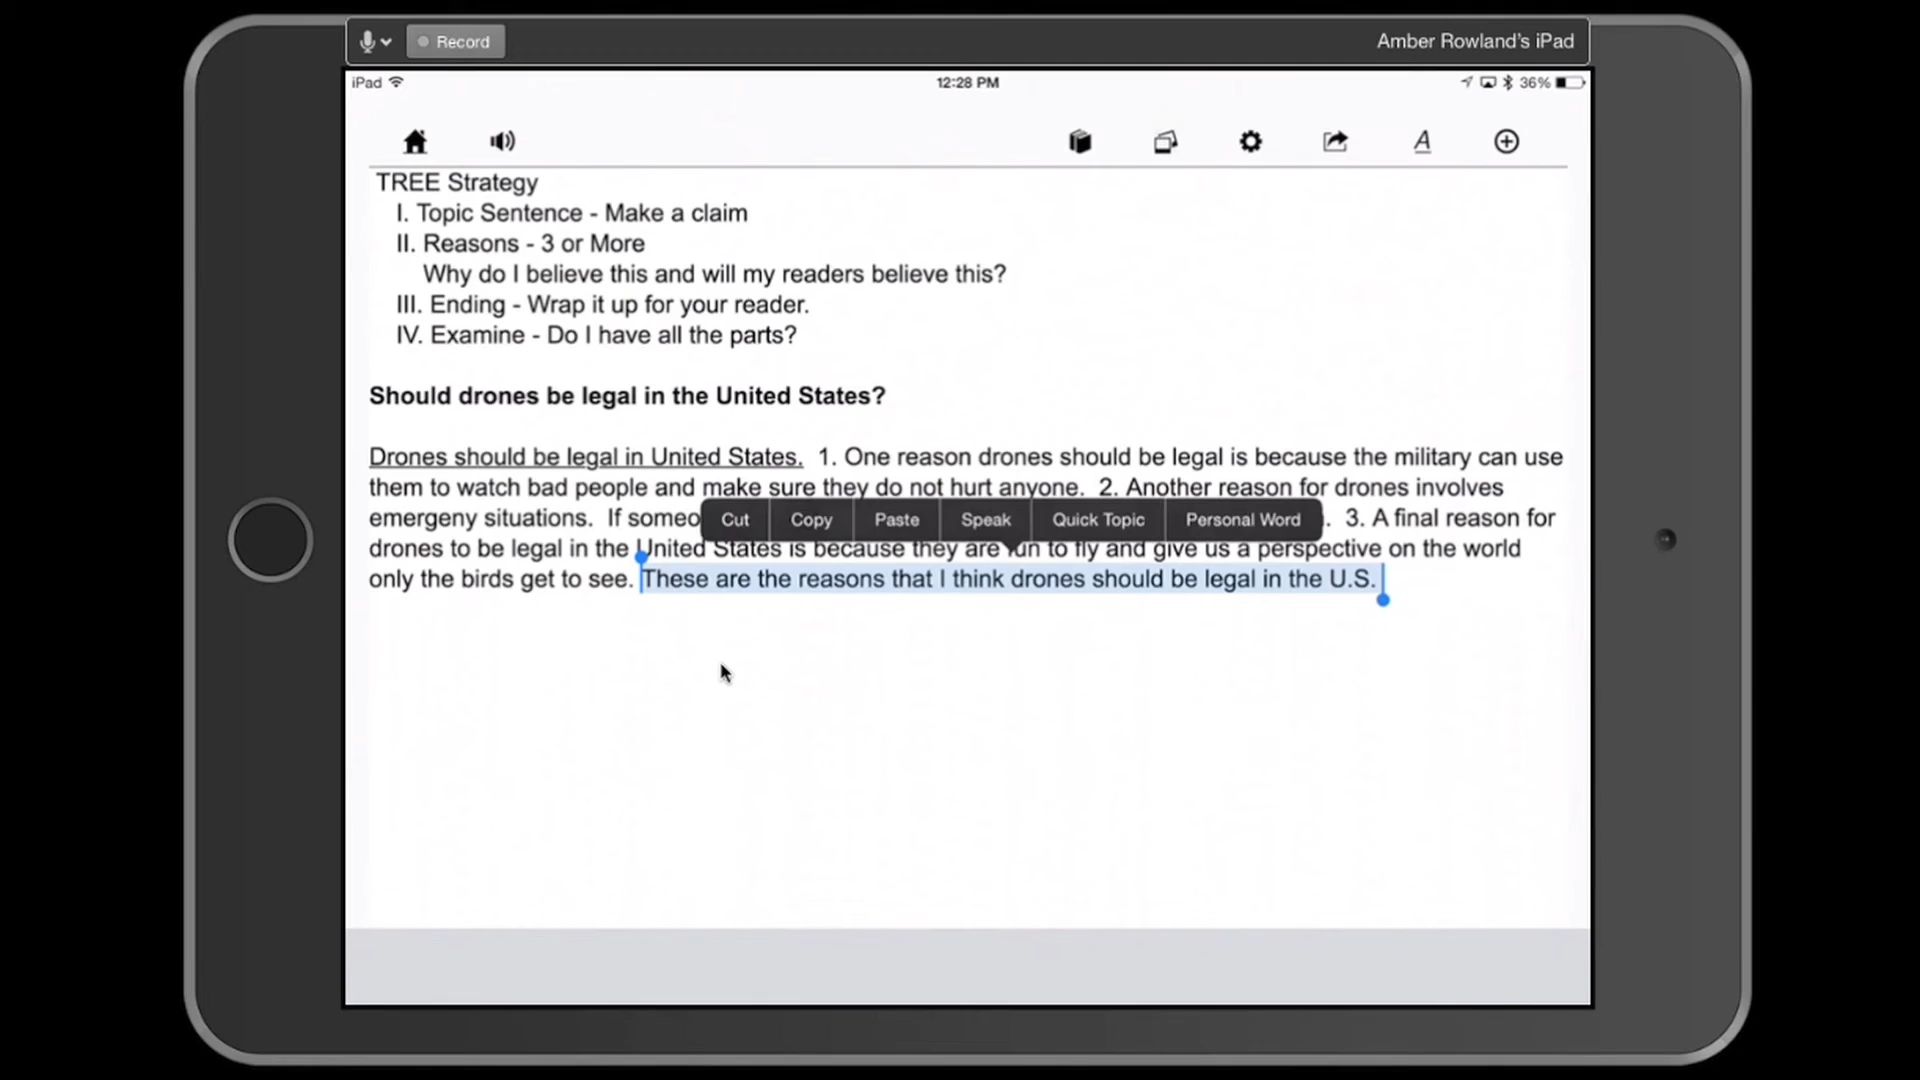 Record
Amber Rowland's iPad
iPad
12:28 PM
36%
A
TREE Strategy
I. Topic Sentence - Make a claim
II. Reasons - 3 or More
Why do I believe this and will my readers believe this?
III. Ending - Wrap it up for your reader.
IV. Examine - Do I have all the parts?
Should drones be legal in the United States?
Drones should be legal in United States.  1. One reason drones should be legal is because the military can use
them to watch bad people and make sure they do not hurt anyone.  2. Another reason for drones involves
emergeny situations.  If someo
Cut Copy Paste Speak Quick Topic Personal Word
.  3. A final reason for
drones to be legal in the United States is because they are fun to fly and give us a perspective on the world
only the birds get to see. These are the reasons that I think drones should be legal in the U.S.